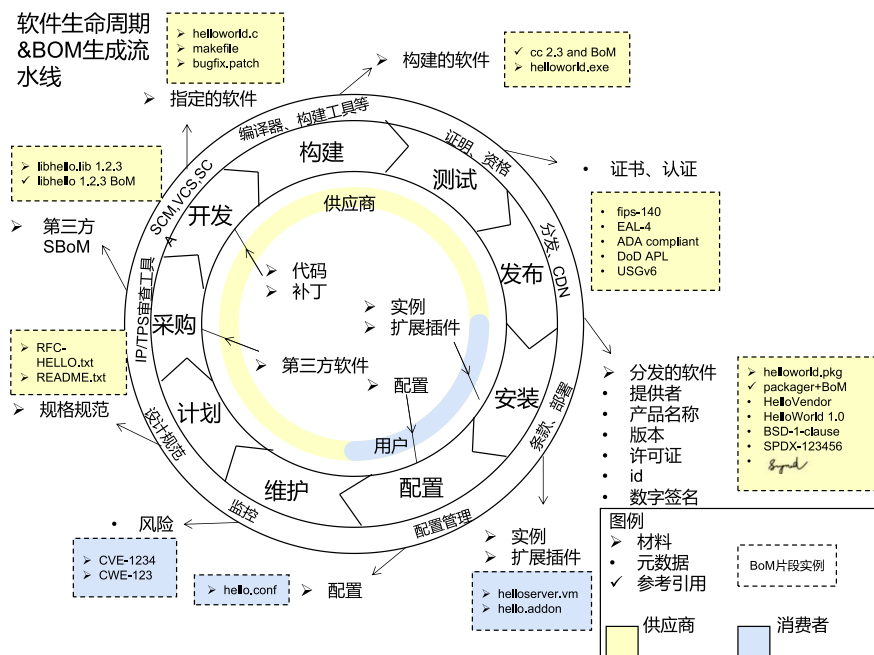 软件生命周期
&BOM生成流
水线
➢ helloworld.c
➢ makefile
➢ bugfix.patch
➢ 构建的软件
✓ cc 2.3 and BoM
➢ helloworld.exe
➢ 指定的软件
编译器、构建工具等
构建
证明、资格
测试
• 证书、认证
➢ libhello.lib 1.2.3
✓ libhello 1.2.3 BoM
SCM,VCS,SC
A
开发
供应商
• fips-140
• EAL-4
• ADA compliant
• DoD APL
• USGv6
➢ 第三方
SBoM
分发、CDN
发布
➢ 代码
➢ 补丁
IP/TPS审查工具
采购
➢ 实例
➢ 扩展插件
➢ RFC-
HELLO.txt
➢ README.txt
➢ 第三方软件
➢ 规格规范
➢ 配置
计划
安装
设计规范
条款、部署
➢ 分发的软件
• 提供者
• 产品名称
• 版本
• 许可证
• id
• 数字签名
➢ helloworld.pkg
✓ packager+BoM
• HelloVendor
• HelloWorld 1.0
• BSD-1-clause
• SPDX-123456
•
用户
维护
配置
监控
配置管理
• 风险
➢ CVE-1234
➢ CWE-123
➢ hello.conf
➢ 配置
➢ 实例
➢ 扩展插件
➢ helloserver.vm
➢ hello.addon
图例
➢ 材料
• 元数据
✓ 参考引用
BoM片段实例
供应商
消费者